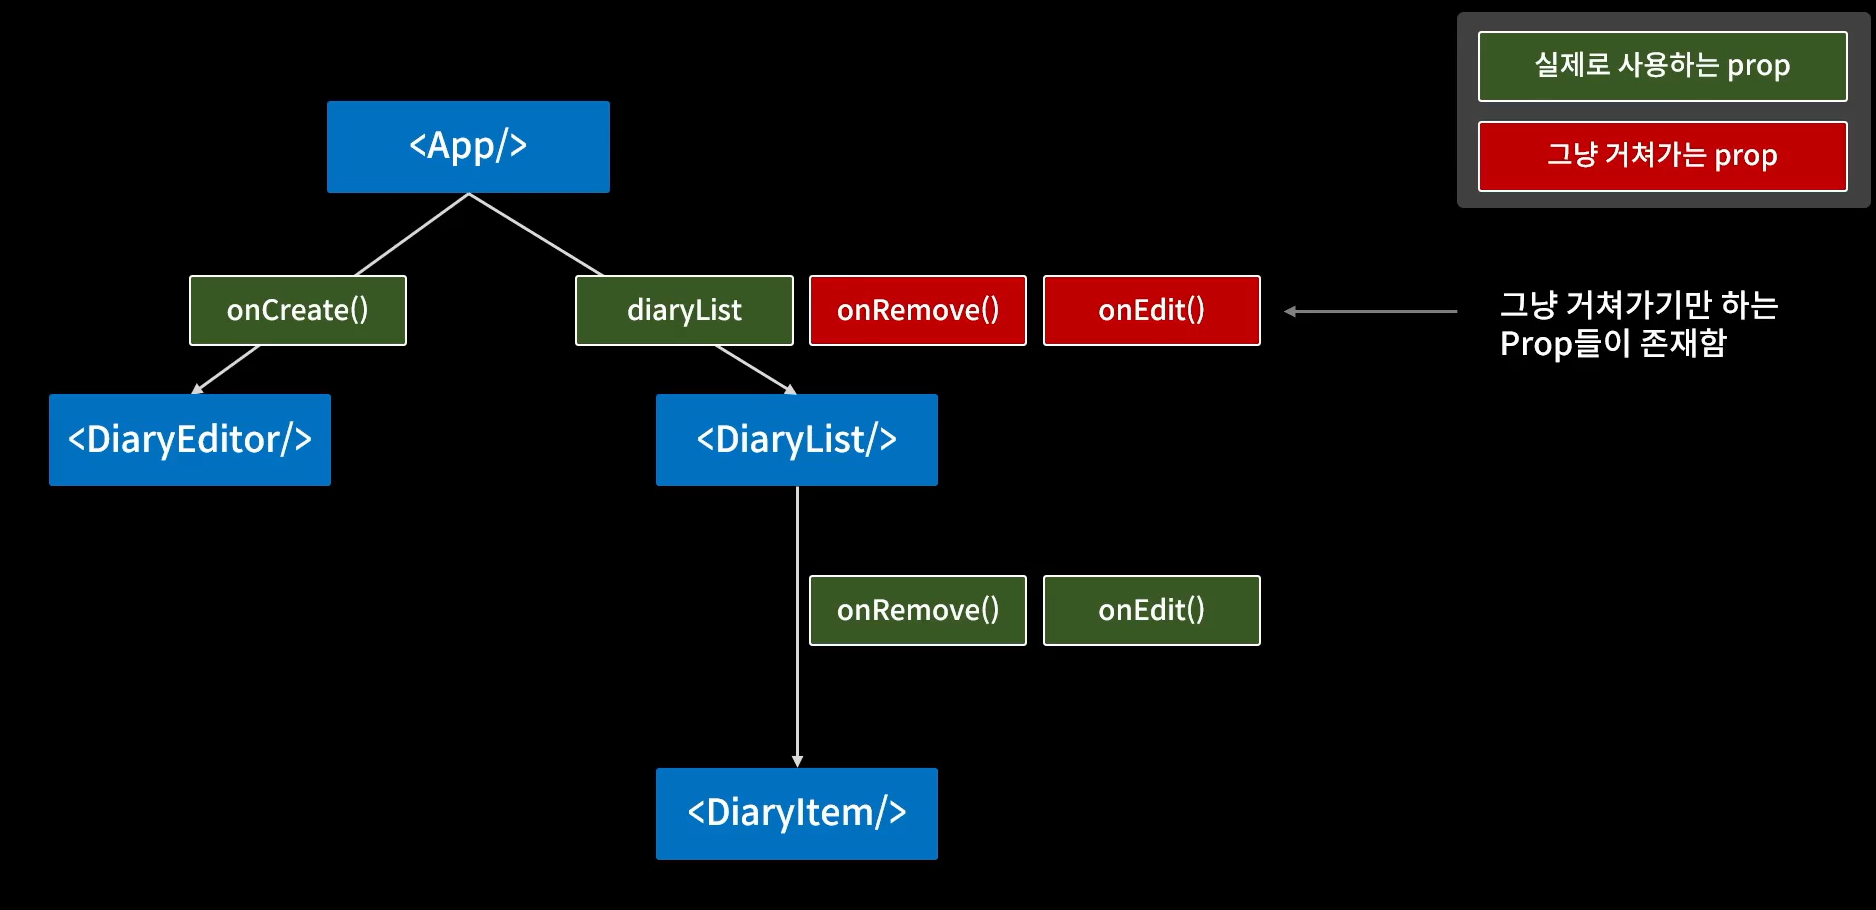 실제로 사용하는 prop
그냥 거쳐가는 prop
<App/>
onCreate()
diaryList
onRemove()
onEdit()
그냥 거쳐가기만 하는
Prop들이 존재함
<DiaryEditor/>
<DiaryList/>
onRemove()
onEdit()
<DiaryItem/>